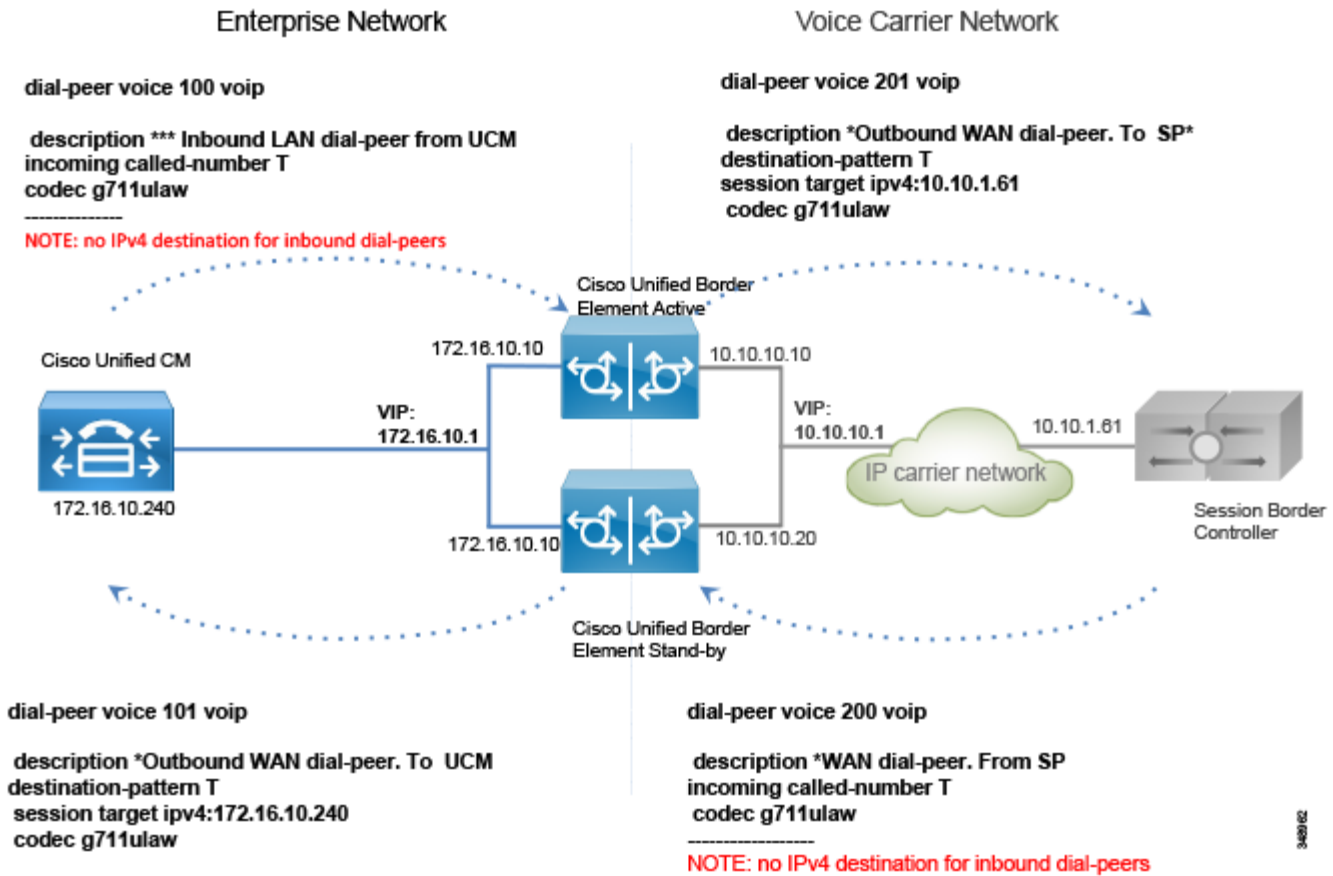 Enterprise Network
Voice Carrier Network
dial-peer voice 100 voip
description *** Inbound LAN dial-peer from UCM
incoming called-number T
codec g711ulaw
--------------
NOTE: no IPv4 destination for inbound dial-peers
dial-peer voice 201 voip
description *Outbound WAN dial-peer. To SP*
destination-pattern T
session target ipv4:10.10.1.61
codec g711ulaw
Cisco Unified Border
Element Active
Cisco Unified CM
172.16.10.240
VIP:
172.16.10.1
172.16.10.10
172.16.10.10
10.10.10.10
10.10.10.20
VIP:
10.10.10.1
IP carrier network
10.10.1.61
Session Border
Controller
Cisco Unified Border
Element Stand-by
dial-peer voice 101 voip
description *Outbound WAN dial-peer. To UCM
destination-pattern T
session target ipv4:172.16.10.240
codec g711ulaw
dial-peer voice 200 voip
description *WAN dial-peer. From SP
incoming called-number T
codec g711ulaw
------------------
NOTE: no IPv4 destination for inbound dial-peers
348962